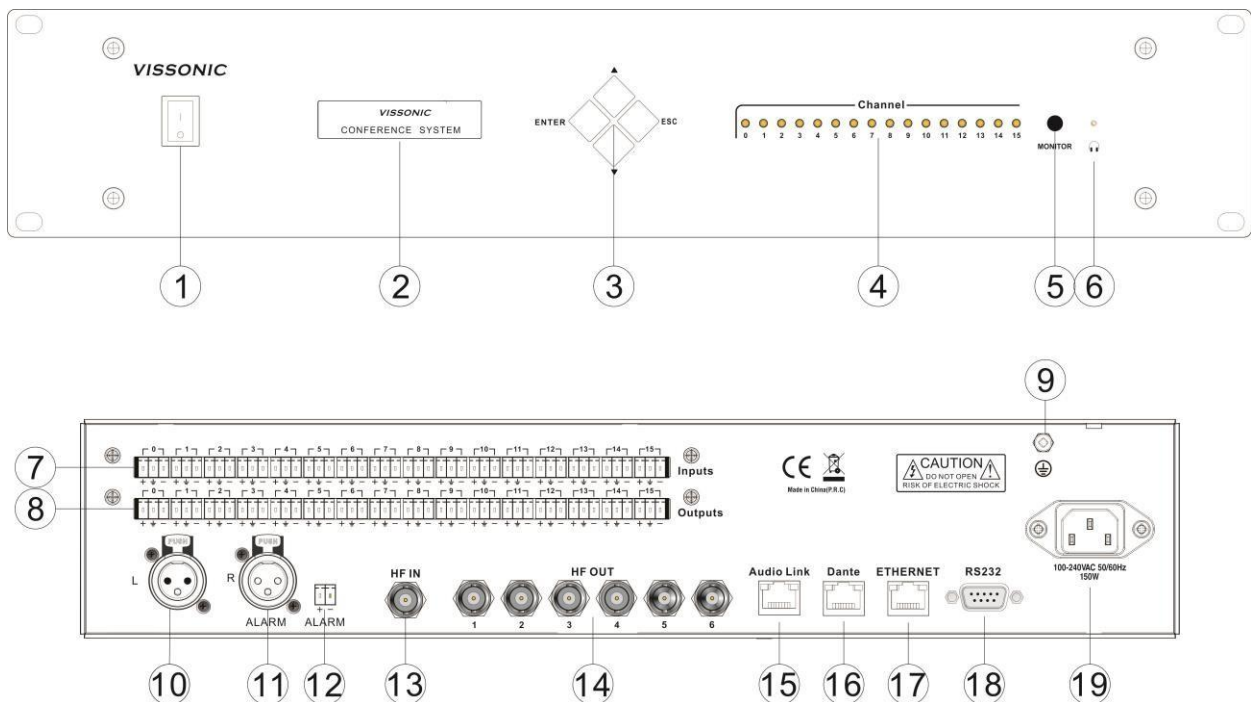 VISSONIC
VISSONIC
CONFERENCE SYSTEM
ENTER
ESC
Channel
0 1 2 3 4 5 6 7 8 9 10 11 12 13 14 15
MONITOR
1 2 3 4 5 6
9
0 1 2 3 4 5 6 7 8 9 10 11 12 13 14 15
7
Inputs
0 1 2 3 4 5 6 7 8 9 10 11 12 13 14 15
8
Outputs
CE
Made in China(P.R.C)
CAUTION
DO NOT OPEN
RISK OF ELECTRIC SHOCK
100-240VAC 50/60Hz
150W
L
PUSH
R
PUSH
ALARM
+ −
ALARM
HF IN
HF OUT
1 2 3 4 5 6
Audio Link
Dante
ETHERNET
RS232
10 11 12 13 14 15 16 17 18 19